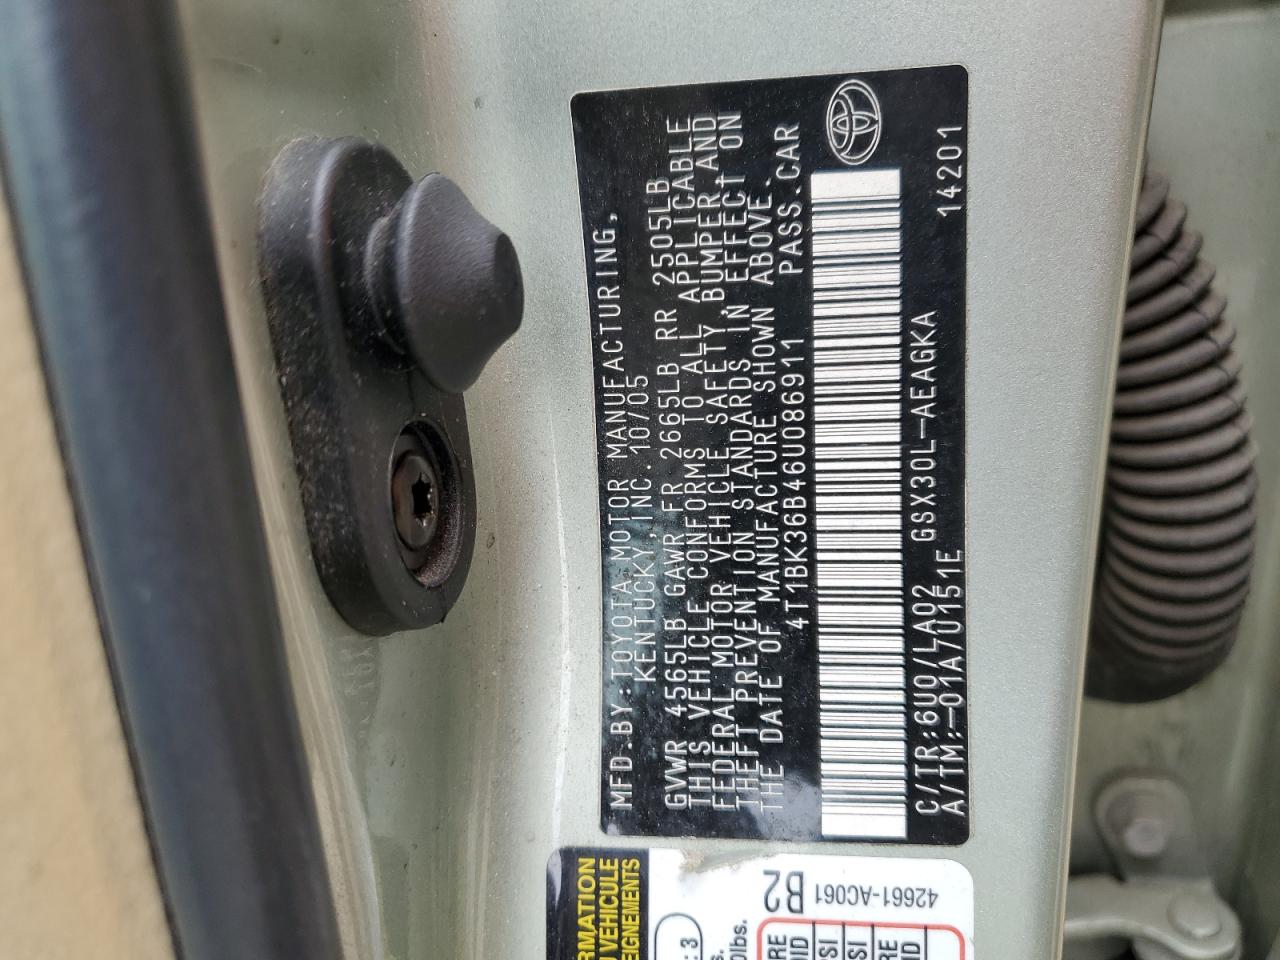 MFD.BY:TOYOTA MOTOR MANUFACTURING,
KENTUCKY,INC. 10/05
GVWR 4565LB GAWR FR 2665LB RR 2505LB
THIS VEHICLE CONFORMS TO ALL APPLICABLE
FEDERAL MOTOR VEHICLE SAFETY,BUMPER,AND
THEFT PREVENTION STANDARDS IN EFFECT ON
THE DATE OF MANUFACTURE SHOWN ABOVE.
4T1BK36B46U086911 PASS.CAR
C/TR:6U0/LA02 GSX30L-AEAGKA 14201
A/TM:-01A/U151E
42661-AC061
B2